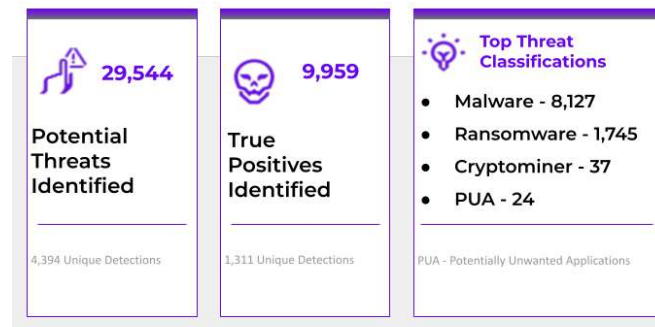 29,544
Potential
Threats
Identified
4,394 Unique Detections
9,959
True
Positives
Identified
1,311 Unique Detections
Top Threat
Classifications
● Malware - 8,127
● Ransomware - 1,745
● Cryptominer - 37
● PUA - 24
PUA - Potentially Unwanted Applications